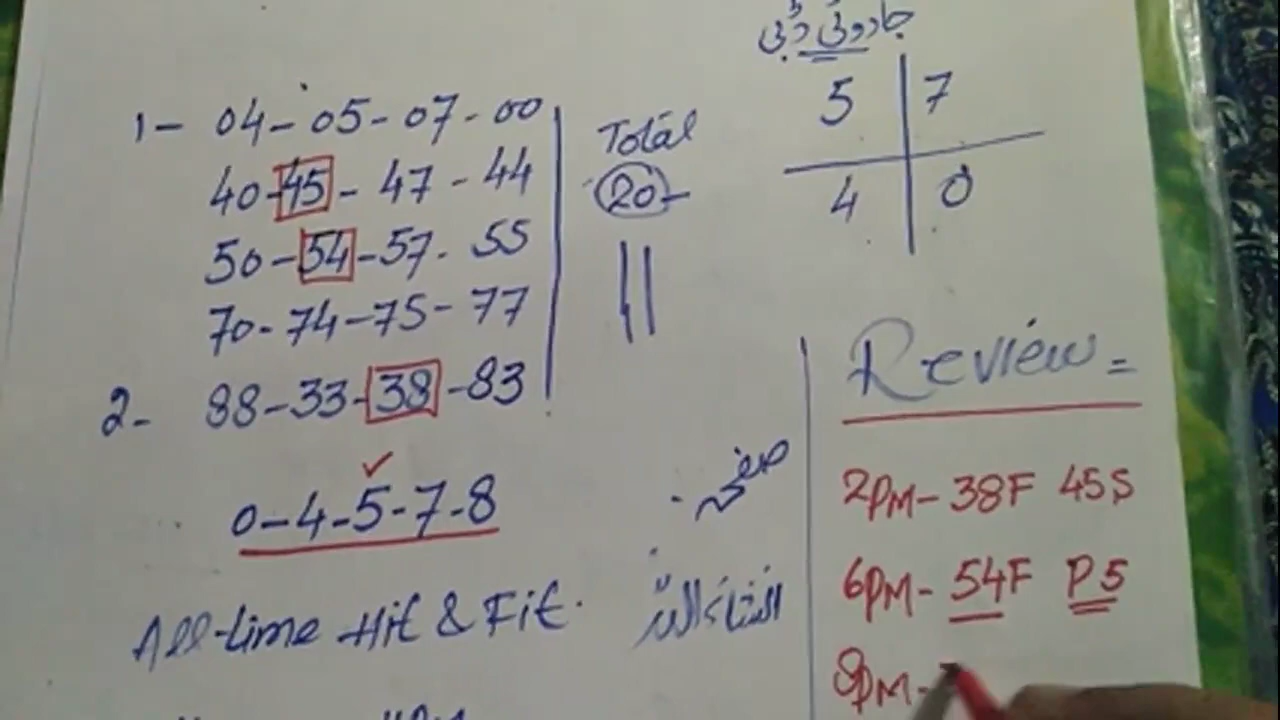 جادوئی دبی
5 7
4 0
1- 04-05-07-00
40-45-47-44
50-54-57-55
70-74-75-77
2- 88-33-38-83
Total
20
0-4-5-7-8
All-time Hit & Fit.
انشاءاللہ
Review=
2PM-38F 45S
6PM-54F P5
9PM-